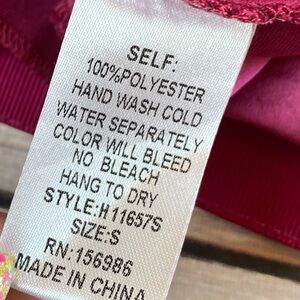 SELF:
100%POLYESTER
HAND WASH COLD
WATER SEPARATELY
COLOR WILL BLEED
NO BLEACH
HANG TO DRY
STYLE:H11657S
SIZE:S
RN:156986
MADE IN CHINA